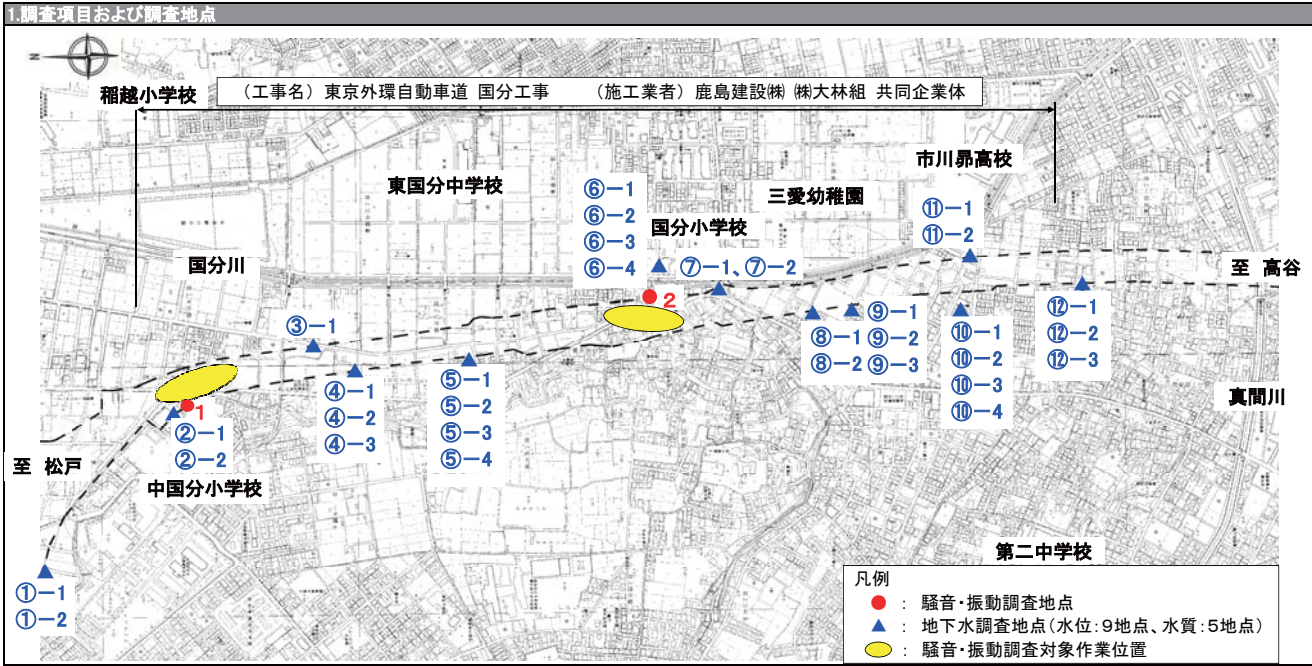 1.調査項目および調査地点
N
稲越小学校
(工事名) 東京外環自動車道 国分工事 (施工業者) 鹿島建設㈱ ㈱大林組 共同企業体
市川昴高校
東国分中学校
⑥－1
⑥－2
⑥－3
⑥－4
三愛幼稚園
国分小学校
⑦－1、⑦－2
⑪－1
⑪－2
国分川
至 高谷
2
③－1
⑧－1
⑧－2
⑨－1
⑨－2
⑨－3
⑩－1
⑩－2
⑩－3
⑩－4
⑫－1
⑫－2
⑫－3
④－1
④－2
④－3
⑤－1
⑤－2
⑤－3
⑤－4
1
②－1
②－2
真間川
至 松戸
中国分小学校
第二中学校
①－1
①－2
凡例
： 騒音・振動調査地点
： 地下水調査地点(水位:9地点、水質:5地点)
： 騒音・振動調査対象作業位置